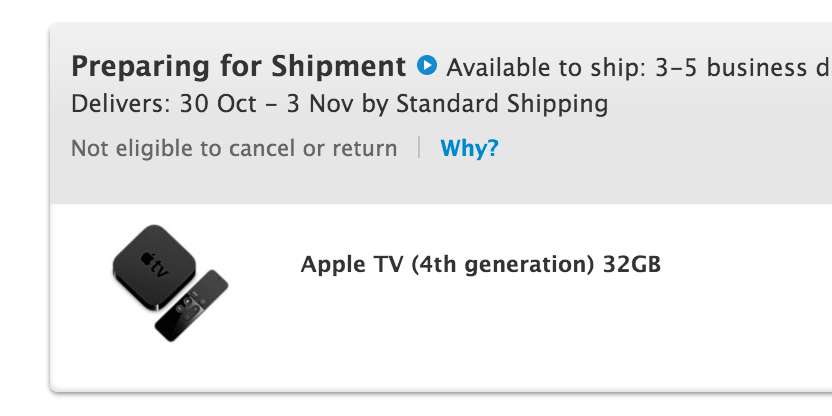 Preparing for Shipment Available to ship: 3–5 business d
Delivers: 30 Oct – 3 Nov by Standard Shipping
Not eligible to cancel or return | Why?
tv
Apple TV (4th generation) 32GB